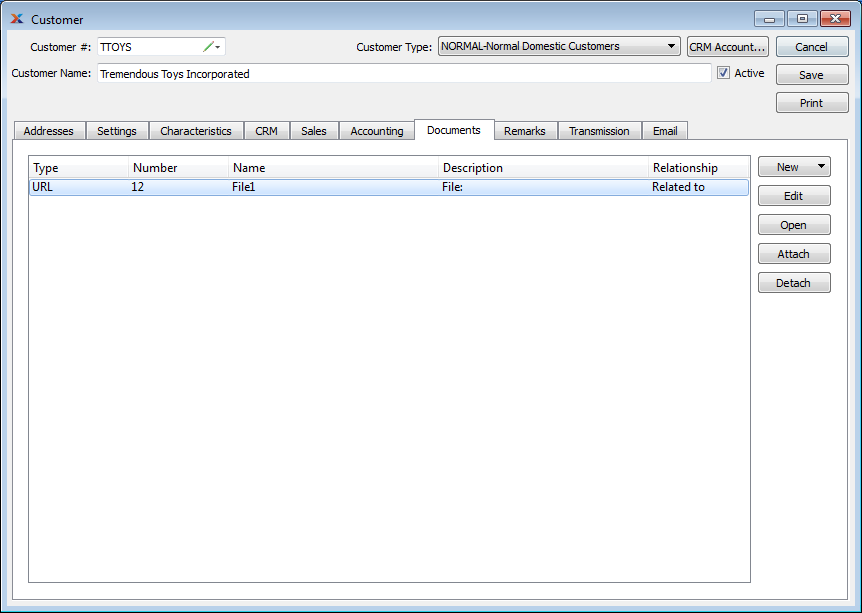 Customer
Customer #: TTOYS Customer Type: NORMAL-Normal Domestic Customers CRM Account... Cancel
Customer Name: Tremendous Toys Incorporated Active Save
Print
Addresses Settings Characteristics CRM Sales Accounting Documents Remarks Transmission Email
Type Number Name Description Relationship New
URL 12 File1 File: Related to
Edit
Open
Attach
Detach